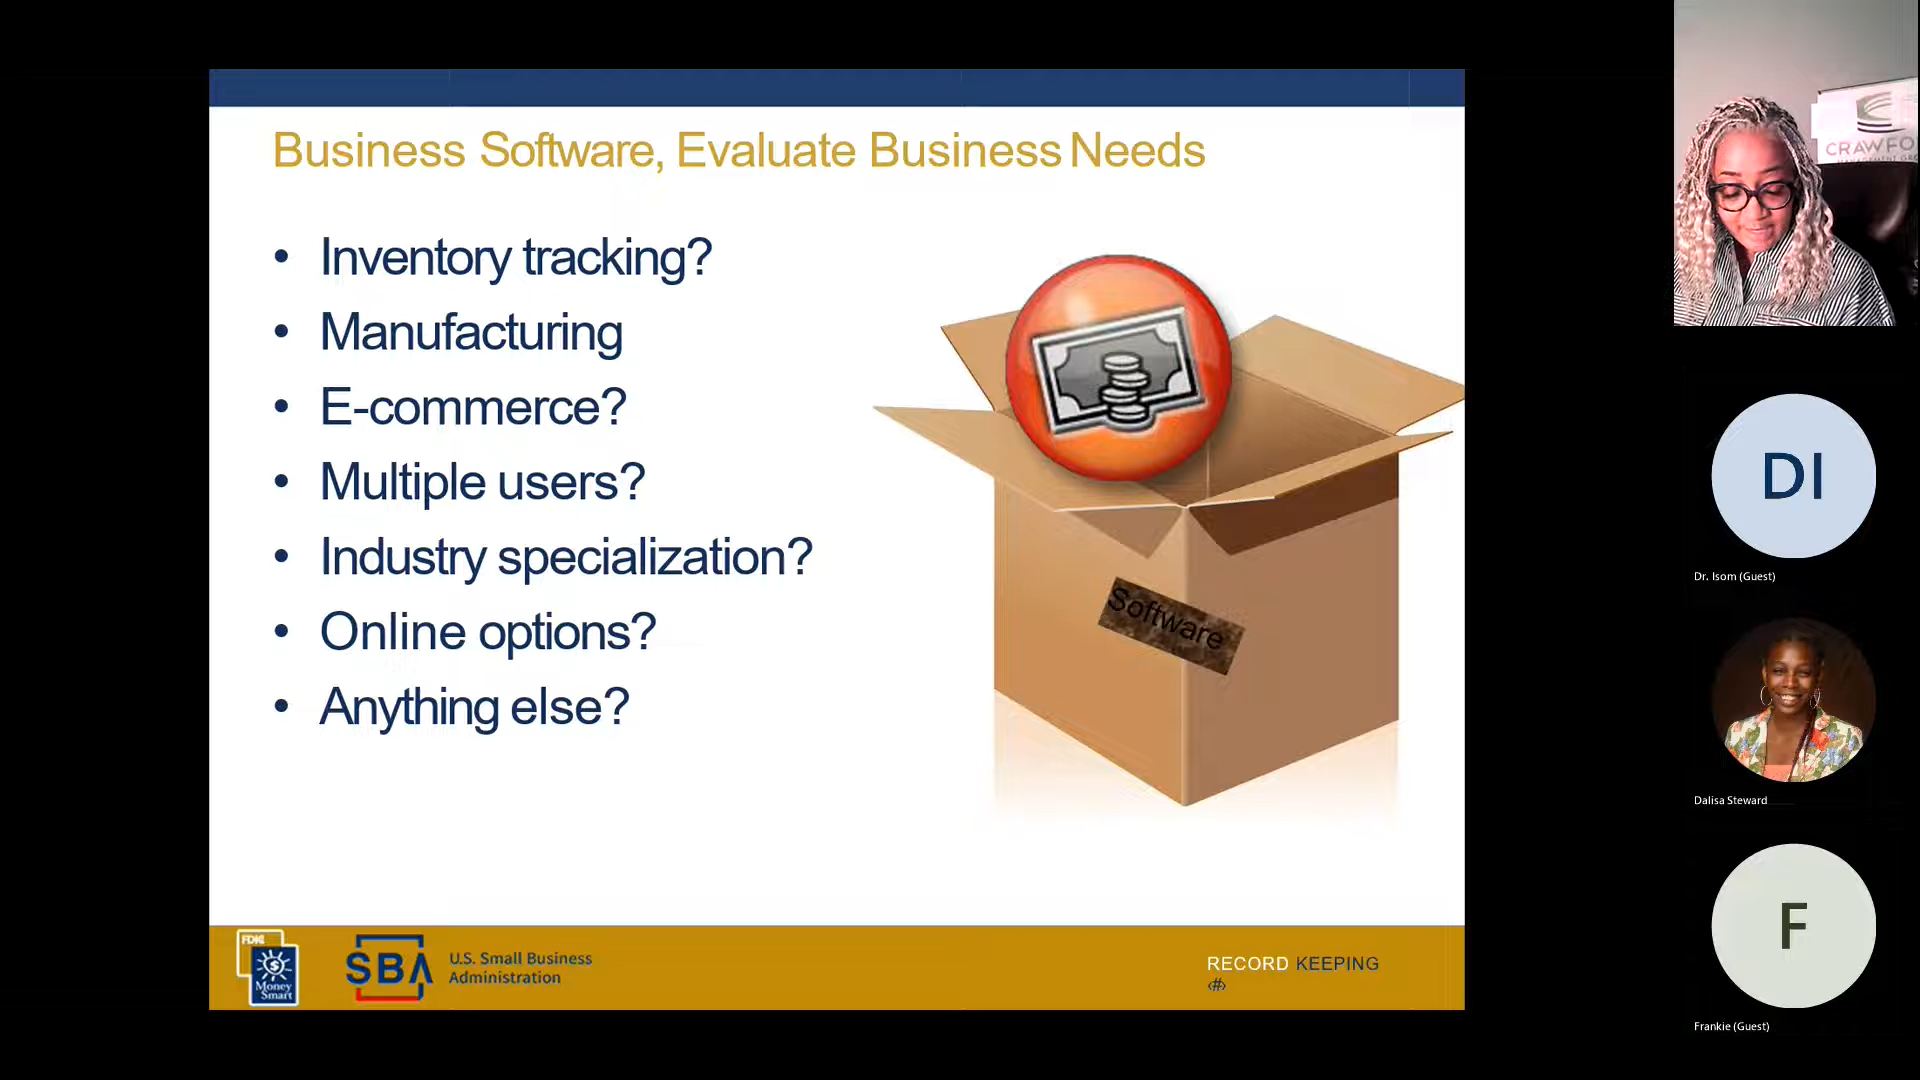 Business Software, Evaluate Business Needs
• Inventory tracking?
• Manufacturing
• E-commerce?
• Multiple users?
• Industry specialization?
• Online options?
• Anything else?
Software
FDIC
Money
Smart
SBA
U.S. Small Business
Administration
RECORD KEEPING
‹#›
CRAWFO
DI
Dr. Isom (Guest)
Dalisa Steward
F
Frankie (Guest)